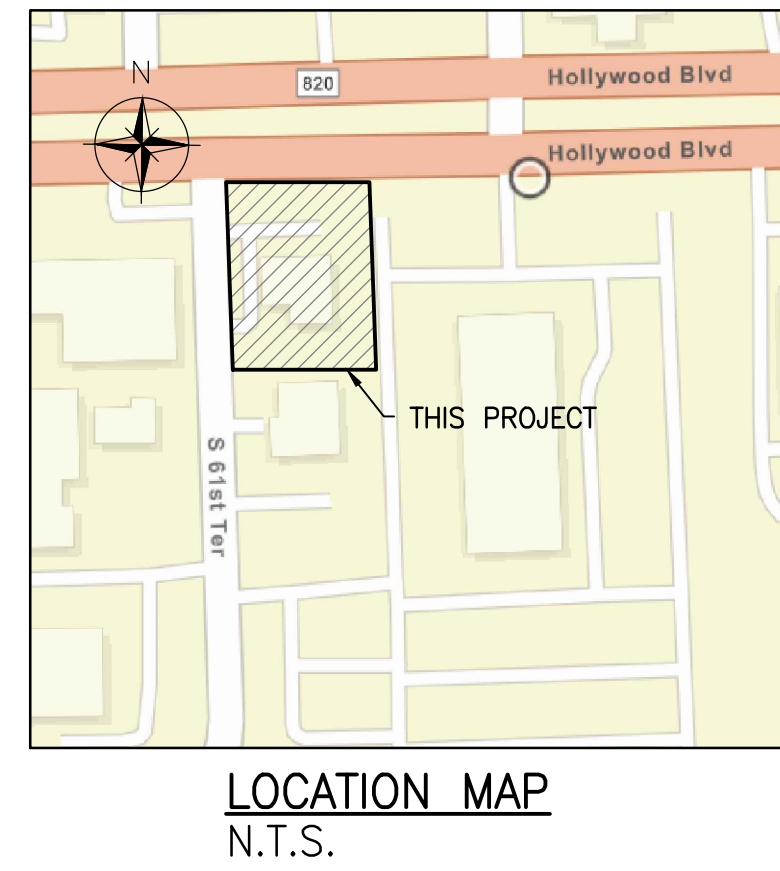 N
820
Hollywood Blvd
Hollywood Blvd
THIS PROJECT
S 61st Ter
LOCATION MAP
N.T.S.